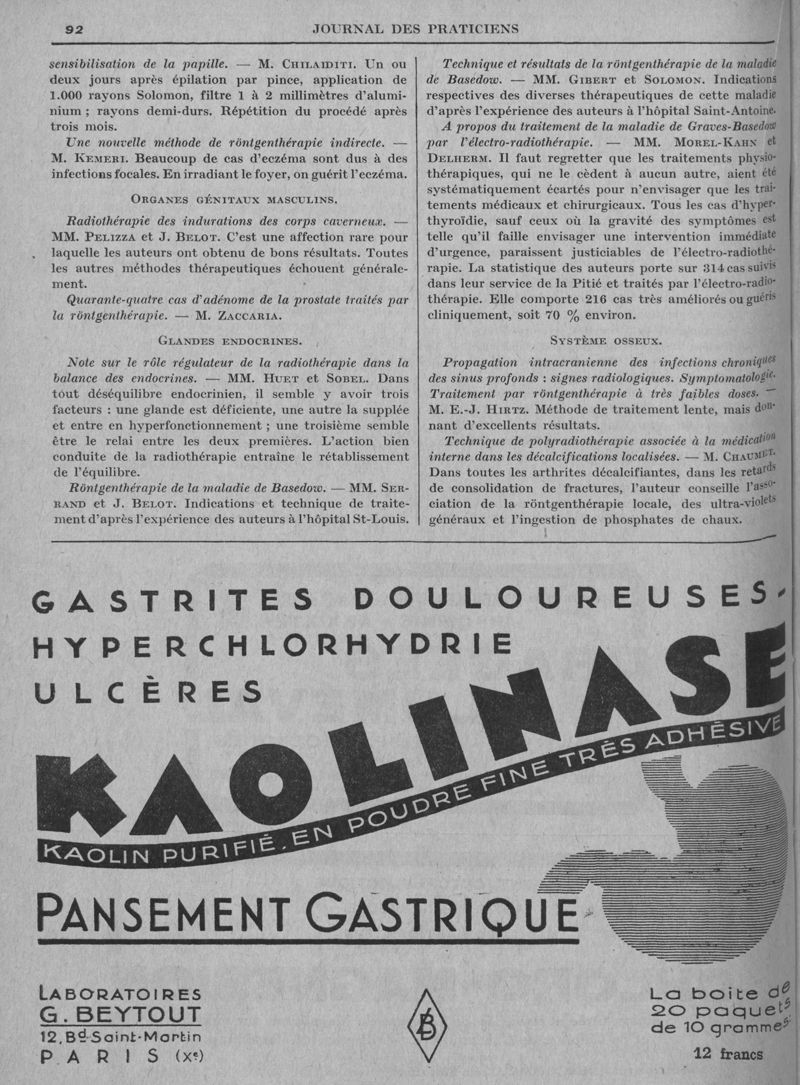 92
JOURNAL DES PRATICIENS
sensibilisation de la papille. — M. CHILAIDITI. Un ou
deux jours après épilation par pince, application de
1.000 rayons Solomon, filtre 1 à 2 millimètres d'alumi-
nium ; rayons demi-durs. Répétition du procédé après
trois mois.
Une nouvelle méthode de röntgenthérapie indirecte. —
M. KEMERI. Beaucoup de cas d'eczéma sont dus à des
infections focales. En irradiant le foyer, on guérit l'eczéma.
ORGANES GÉNITAUX MASCULINS.
Radiothérapie des indurations des corps caverneux. —
MM. PELIZZA et J. BELOT. C'est une affection rare pour
laquelle les auteurs ont obtenu de bons résultats. Toutes
les autres méthodes thérapeutiques échouent générale-
ment.
Quarante-quatre cas d'adénome de la prostate traités par
la röntgenthérapie. — M. ZACCARIA.
GLANDES ENDOCRINES.
Note sur le rôle régulateur de la radiothérapie dans la
balance des endocrines. — MM. HUET et SOBEL. Dans
tout déséquilibre endocrinien, il semble y avoir trois
facteurs : une glande est déficiente, une autre la supplée
et entre en hyperfonctionnement ; une troisième semble
être le relai entre les deux premières. L'action bien
conduite de la radiothérapie entraîne le rétablissement
de l'équilibre.
Röntgenthérapie de la maladie de Basedow. — MM. SER-
RAND et J. BELOT. Indications et technique de traite-
ment d'après l'expérience des auteurs à l'hôpital St-Louis.
Technique et résultats de la röntgenthérapie de la maladie
de Basedow. — MM. GIBERT et SOLOMON. Indications
respectives des diverses thérapeutiques de cette maladie
d'après l'expérience des auteurs à l'hôpital Saint-Antoine.
A propos du traitement de la maladie de Graves-Basedow
par l'électro-radiothérapie. — MM. MOREL-KAHN et
DELHERM. Il faut regretter que les traitements physio-
thérapiques, qui ne le cèdent à aucun autre, aient été
systématiquement écartés pour n'envisager que les trai-
tements médicaux et chirurgicaux. Tous les cas d'hyper-
thyroïdie, sauf ceux où la gravité des symptômes est
telle qu'il faille envisager une intervention immédiate
d'urgence, paraissent justiciables de l'électro-radiothé-
rapie. La statistique des auteurs porte sur 314 cas suivis
dans leur service de la Pitié et traités par l'électro-radio-
thérapie. Elle comporte 216 cas très améliorés ou guéris
cliniquement, soit 70 % environ.
SYSTÈME OSSEUX.
Propagation intracranienne des infections chroniques
des sinus profonds : signes radiologiques. Symptomatologie.
Traitement par röntgenthérapie à très faibles doses. —
M. E.-J. HIRTZ. Méthode de traitement lente, mais don-
nant d'excellents résultats.
Technique de polyradiothérapie associée à la médication
interne dans les décalcifications localisées. — M. CHAUMET.
Dans toutes les arthrites décalcifiantes, dans les retards
de consolidation de fractures, l'auteur conseille l'asso-
ciation de la röntgenthérapie locale, des ultra-violets
généraux et l'ingestion de phosphates de chaux.
GASTRITES DOULOUREUSES-
HYPERCHLORHYDRIE
ULCÈRES
KAOLINASE
KAOLIN PURIFIÉ. EN POUDRE FINE TRÈS ADHÉSIVE
PANSEMENT GASTRIQUE
LABORATOIRES
G. BEYTOUT
12, Bd Saint-Martin
PARIS (Xe)
La boite de
20 paquets
de 10 grammes
12 francs